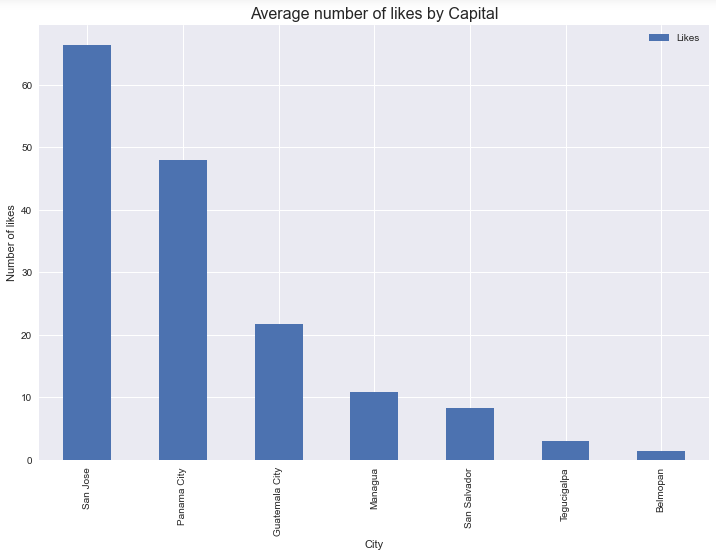 Average number of likes by Capital
Likes
Number of likes
60
50
40
30
20
10
0
San Jose
Panama City
Guatemala City
Managua
San Salvador
Tegucigalpa
Belmopan
City